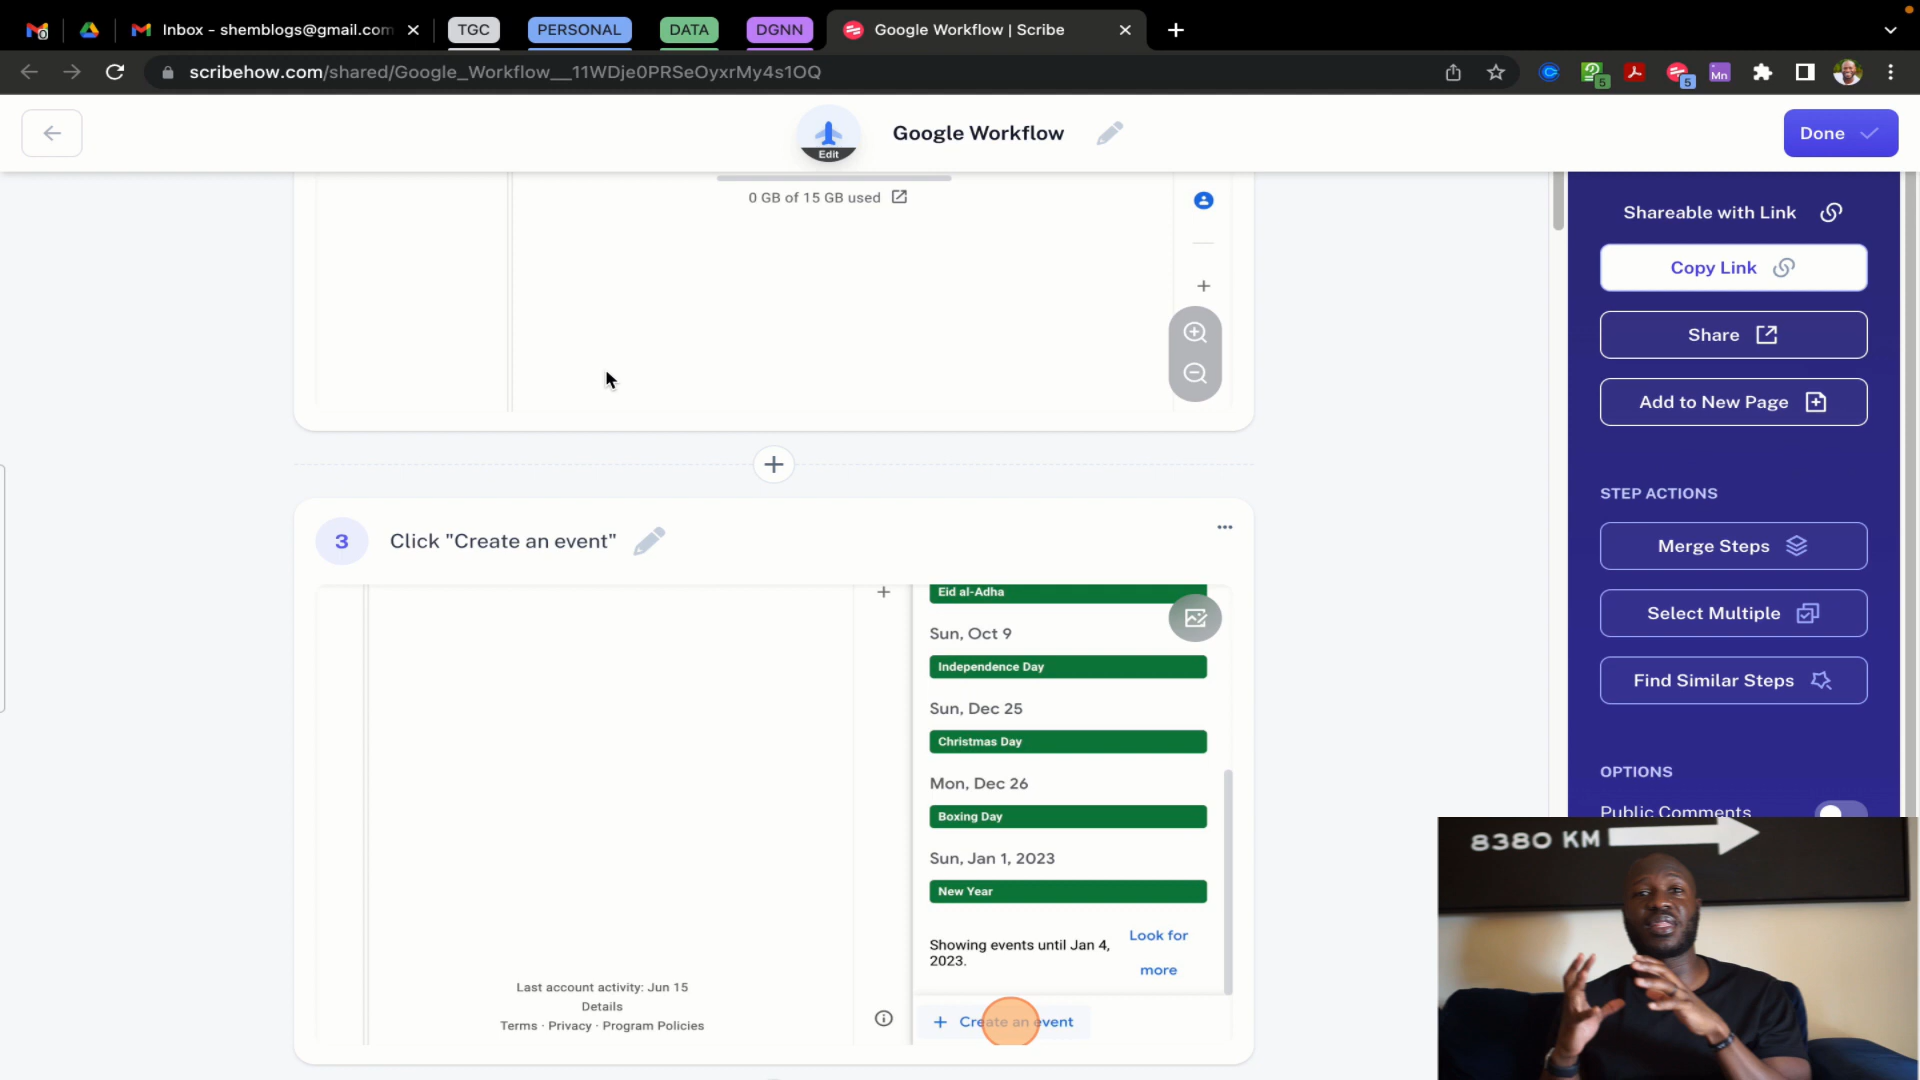 Inbox - shemblogs@gmail.com
TGC
PERSONAL
DATA
DGNN
Google Workflow | Scribe
scribehow.com/shared/Google_Workflow__11WDje0PRSeOyxrMy4s1OQ
5
5
Mn
Edit
Google Workflow
Done
0 GB of 15 GB used
Shareable with Link
Copy Link
Share
Add to New Page
3
Click "Create an event"
STEP ACTIONS
Merge Steps
Select Multiple
Find Similar Steps
OPTIONS
Public Comments
Eid al-Adha
Sun, Oct 9
Independence Day
Sun, Dec 25
Christmas Day
Mon, Dec 26
Boxing Day
Sun, Jan 1, 2023
New Year
Showing events until Jan 4, 2023.
Look for
more
Last account activity: Jun 15
Details
Terms · Privacy · Program Policies
+ Create an event
8380 KM